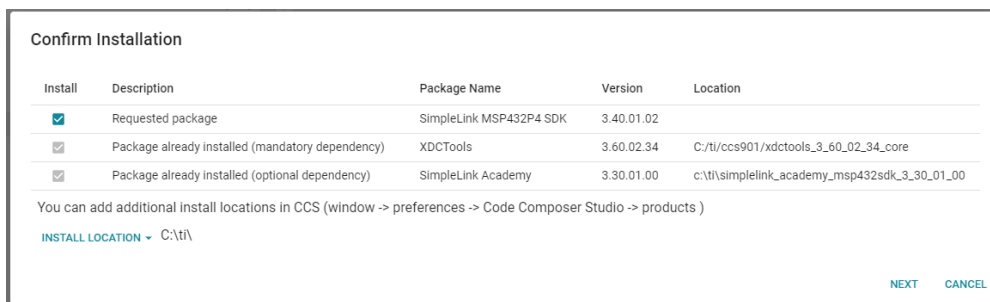 Confirm Installation
Install Description Package Name Version Location
Requested package SimpleLink MSP432P4 SDK 3.40.01.02
Package already installed (mandatory dependency) XDCTools 3.60.02.34 C:/ti/ccs901/xdctools_3_60_02_34_core
Package already installed (optional dependency) SimpleLink Academy 3.30.01.00 c:\ti\simplelink_academy_msp432sdk_3_30_01_00
You can add additional install locations in CCS (window -> preferences -> Code Composer Studio -> products )
INSTALL LOCATION C:\ti\
NEXT CANCEL